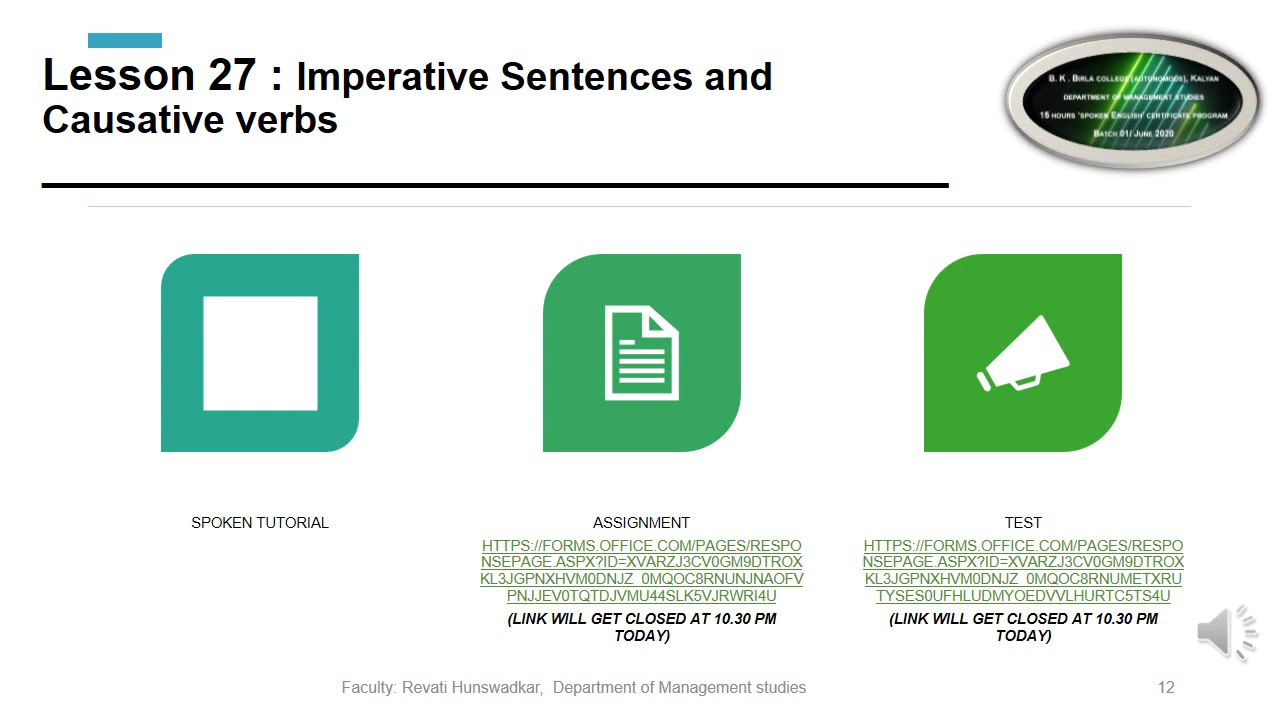 Lesson 27 : Imperative Sentences and
Causative verbs
B. K . BIRLA COLLEGE (AUTONOMOUS), KALYAN
DEPARTMENT OF MANAGEMENT STUDIES
15 HOURS 'SPOKEN ENGLISH' CERTIFICATE PROGRAM
BATCH 01/ JUNE 2020
SPOKEN TUTORIAL
ASSIGNMENT
HTTPS://FORMS.OFFICE.COM/PAGES/RESPO
NSEPAGE.ASPX?ID=XVARZJ3CV0GM9DTROX
KL3JGPNXHVM0DNJZ_0MQOC8RNUNJNAOFV
PNJJEV0TQTDJVMU44SLK5VJRWRI4U
(LINK WILL GET CLOSED AT 10.30 PM
TODAY)
TEST
HTTPS://FORMS.OFFICE.COM/PAGES/RESPO
NSEPAGE.ASPX?ID=XVARZJ3CV0GM9DTROX
KL3JGPNXHVM0DNJZ_0MQOC8RNUMETXRU
TYSES0UFHLUDMYOEDVVLHURTC5TS4U
(LINK WILL GET CLOSED AT 10.30 PM
TODAY)
Faculty: Revati Hunswadkar, Department of Management studies
12